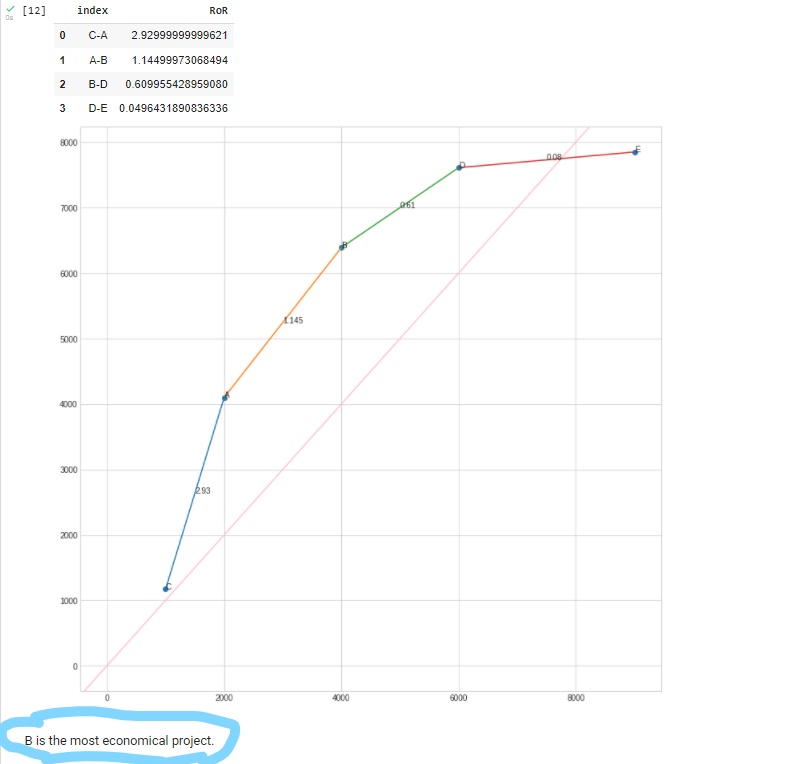 [12] index RoR
0s
0 C-A 2.92999999999621
1 A-B 1.14499973068494
2 B-D 0.609955428959080
3 D-E 0.0496431890836336
8000
7000
6000
5000
4000
3000
2000
1000
0
E
0.08
D
0.61
B
1.145
A
2.93
C
0 2000 4000 6000 8000
B is the most economical project.